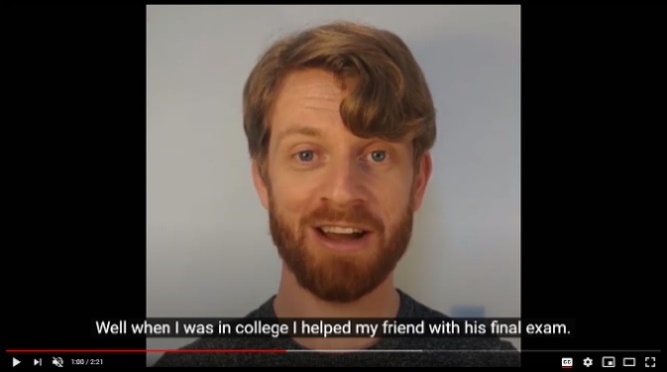 Well when I was in college I helped my friend with his final exam.
1:00 / 2:21